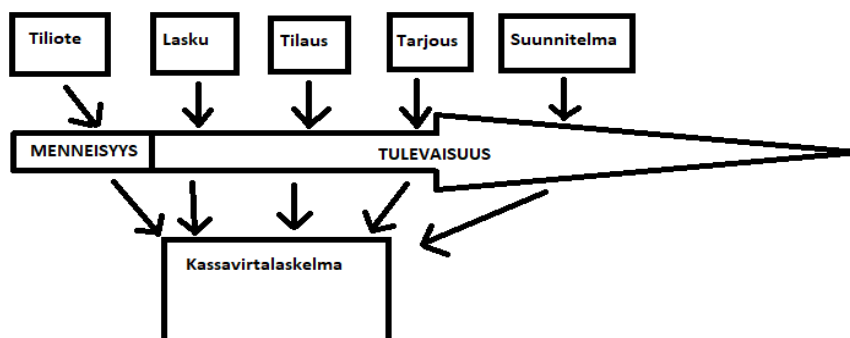 Tiliote
Lasku
Tilaus
Tarjous
Suunnitelma
MENNEISYYS
TULEVAISUUS
Kassavirtalaskelma